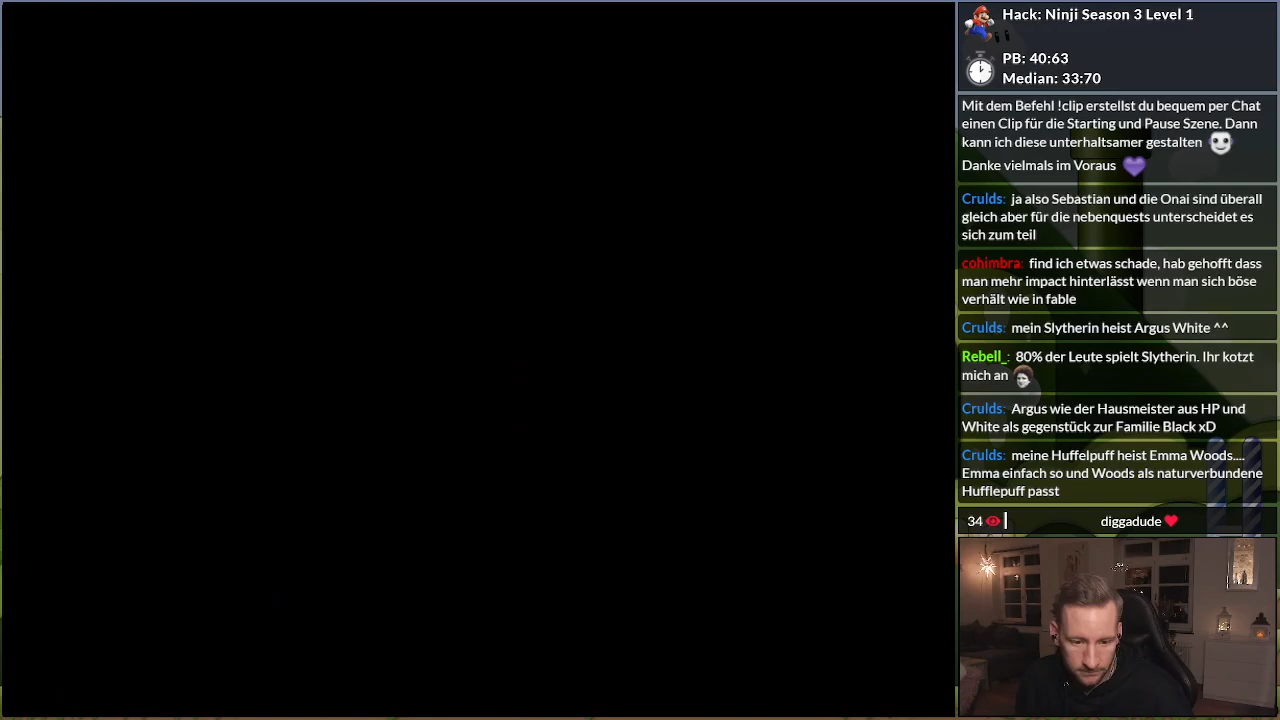 Hack: Ninji Season 3 Level 1
PB: 40:63
Median: 33:70
Mit dem Befehl !clip erstellst du bequem per Chat
einen Clip für die Starting und Pause Szene. Dann
kann ich diese unterhaltsamer gestalten
Danke vielmals im Voraus
Crulds: ja also Sebastian und die Onai sind überall
gleich aber für die nebenquests unterscheidet es
sich zum teil
cohimbra: find ich etwas schade, hab gehofft dass
man mehr impact hinterlässt wenn man sich böse
verhält wie in fable
Crulds: mein Slytherin heist Argus White ^^
Rebell_: 80% der Leute spielt Slytherin. Ihr kotzt
mich an
Crulds: Argus wie der Hausmeister aus HP und
White als gegenstück zur Familie Black xD
Crulds: meine Huffelpuff heist Emma Woods....
Emma einfach so und Woods als naturverbundene
Hufflepuff passt
34 diggadude